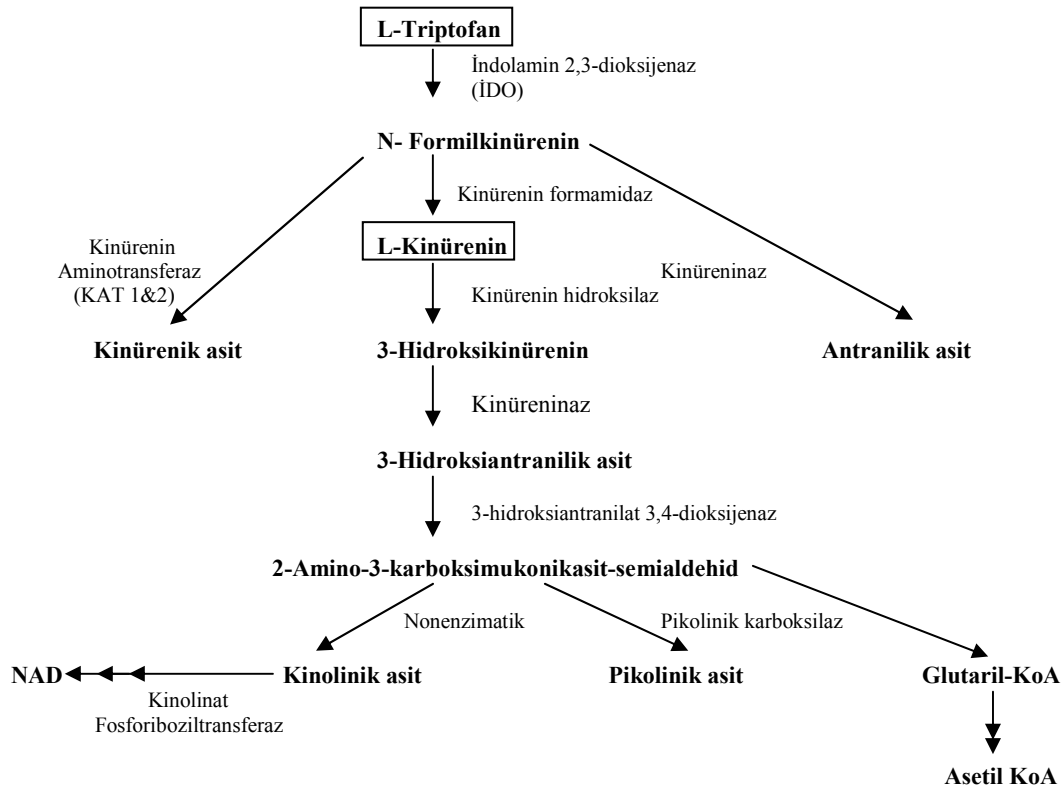 L-Triptofan
İndolamin 2,3-dioksijenaz
(İDO)
N- Formilkinürenin
Kinürenin formamidaz
Kinürenin
Aminotransferaz
(KAT 1&2)
L-Kinürenin
Kinüreninaz
Kinürenin hidroksilaz
Kinürenik asit
3-Hidroksikinürenin
Antranilik asit
Kinüreninaz
3-Hidroksiantranilik asit
3-hidroksiantranilat 3,4-dioksijenaz
2-Amino-3-karboksimukonikasit-semialdehid
Nonenzimatik
Pikolinik karboksilaz
NAD
Kinolinik asit
Pikolinik asit
Glutaril-KoA
Kinolinat
Fosforiboziltransferaz
Asetil KoA